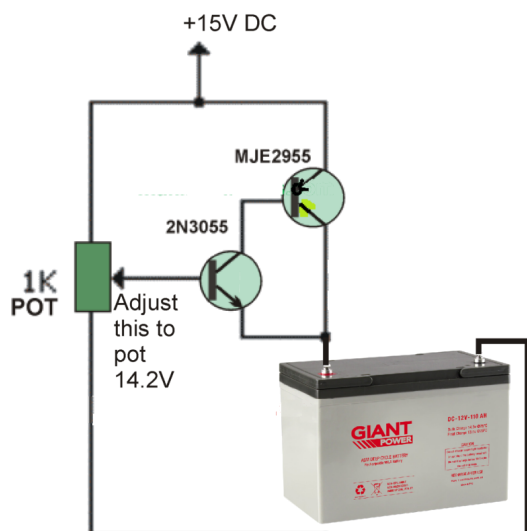 +15V DC
MJE2955
2N3055
1K
POT
Adjust
this to
pot
14.2V
GIANT
POWER